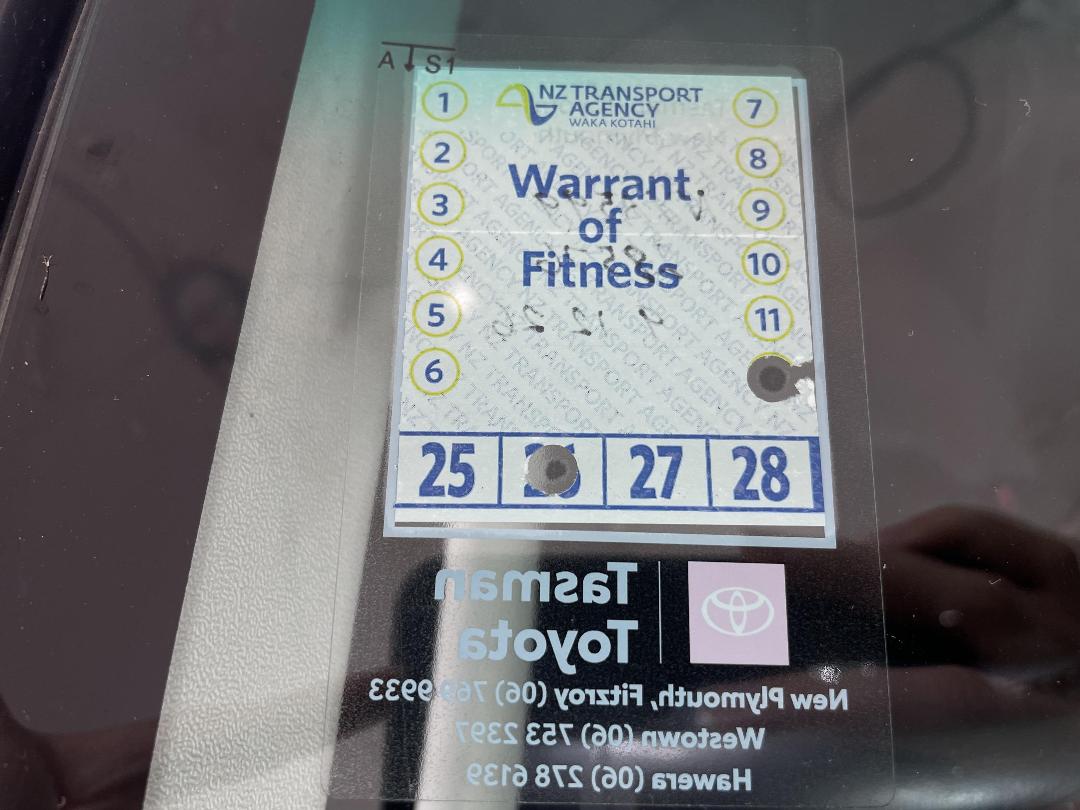 A S1
NZ TRANSPORT
AGENCY
WAKA KOTAHI
Warrant
of
Fitness
1
2
3
4
5
6
7
8
9
10
11
25 26 27 28
Tasman
Toyota
New Plymouth, Fitzroy (06) 769 9933
Westown (06) 753 2397
Hawera (06) 278 6139